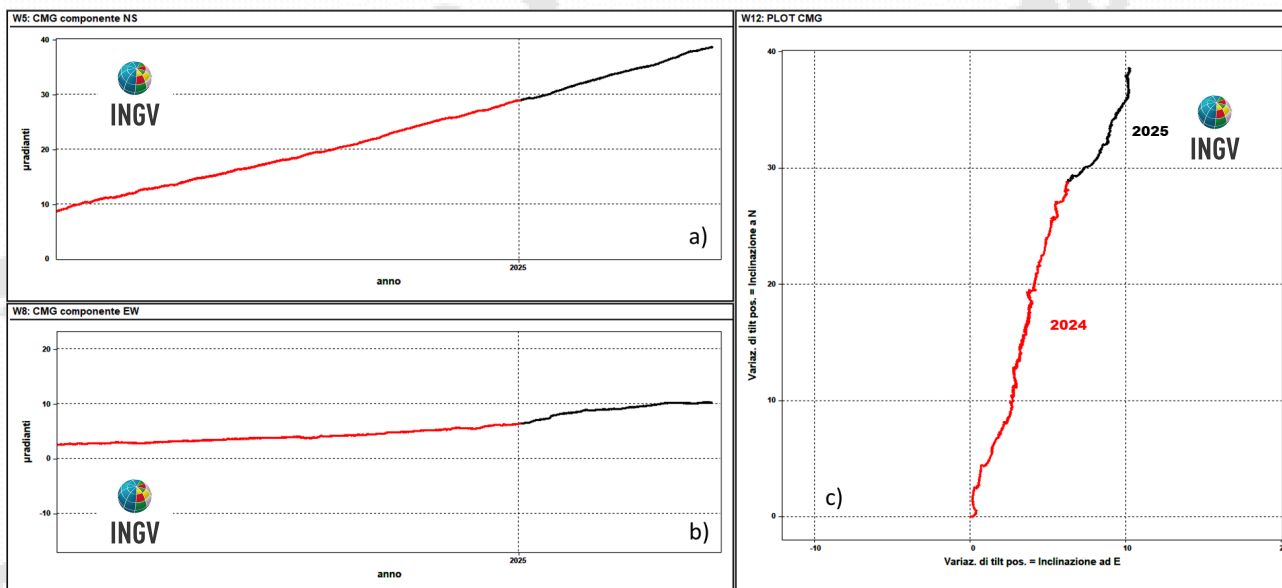 W5: CMG componente NS
40
30
20
10
0
μradianti
INGV
a)
2025
anno
W8: CMG componente EW
20
10
0
-10
μradianti
INGV
b)
2025
anno
W12: PLOT CMG
40
30
20
10
0
Variaz. di tilt pos. = Inclinazione a N
2025
INGV
2024
c)
-10
0
10
2
Variaz. di tilt pos. = Inclinazione ad E